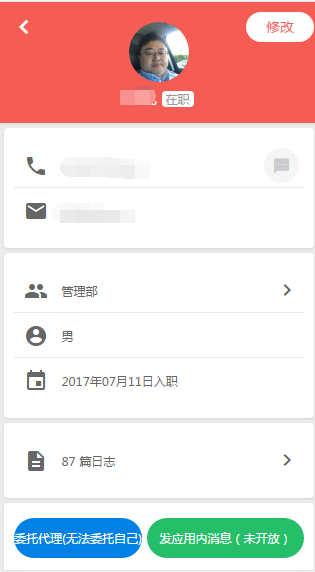 修改
在职
管理部
男
2017年07月11日入职
87 篇日志
委托代理(无法委托自己)
发应用内消息（未开放）